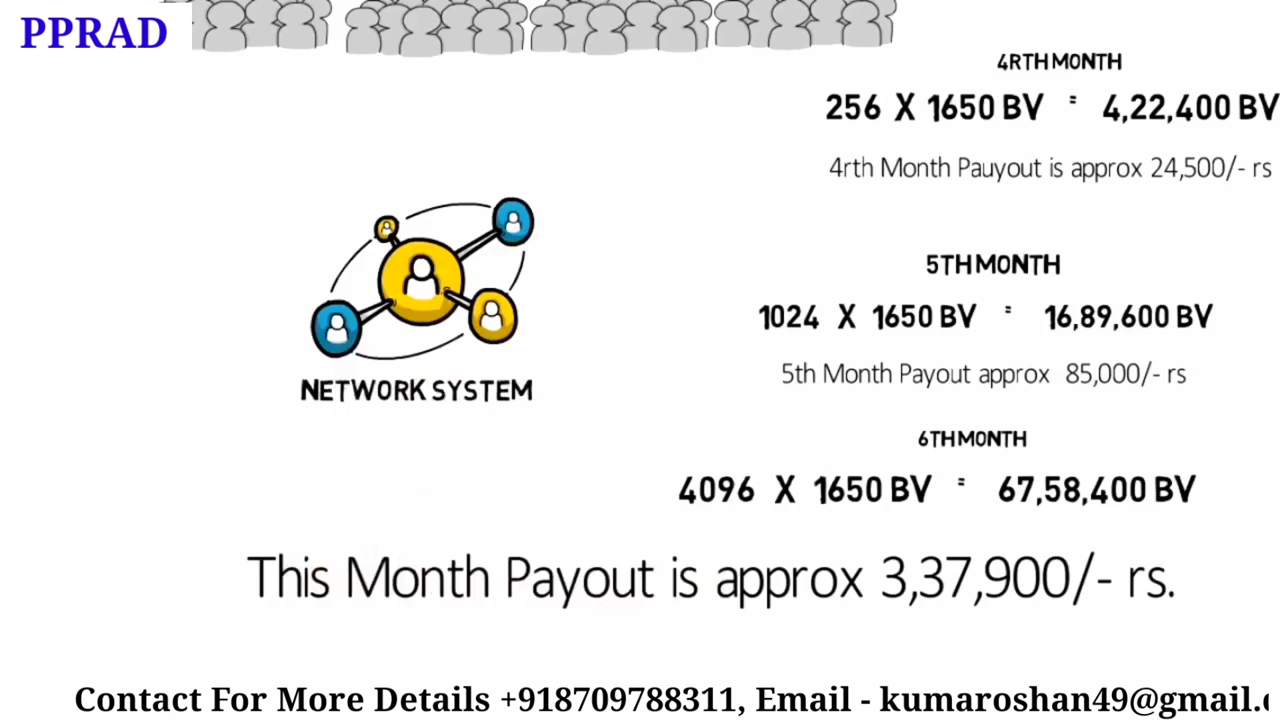 PPRAD
4RTH MONTH
256 X 1650 BV = 4,22,400 BV
4rth Month Pauyout is approx 24,500/- rs
5TH MONTH
1024 X 1650 BV = 16,89,600 BV
5th Month Payout approx 85,000/- rs
NETWORK SYSTEM
6TH MONTH
4096 X 1650 BV = 67,58,400 BV
This Month Payout is approx 3,37,900/- rs.
Contact For More Details +918709788311, Email - kumaroshan49@gmail.c